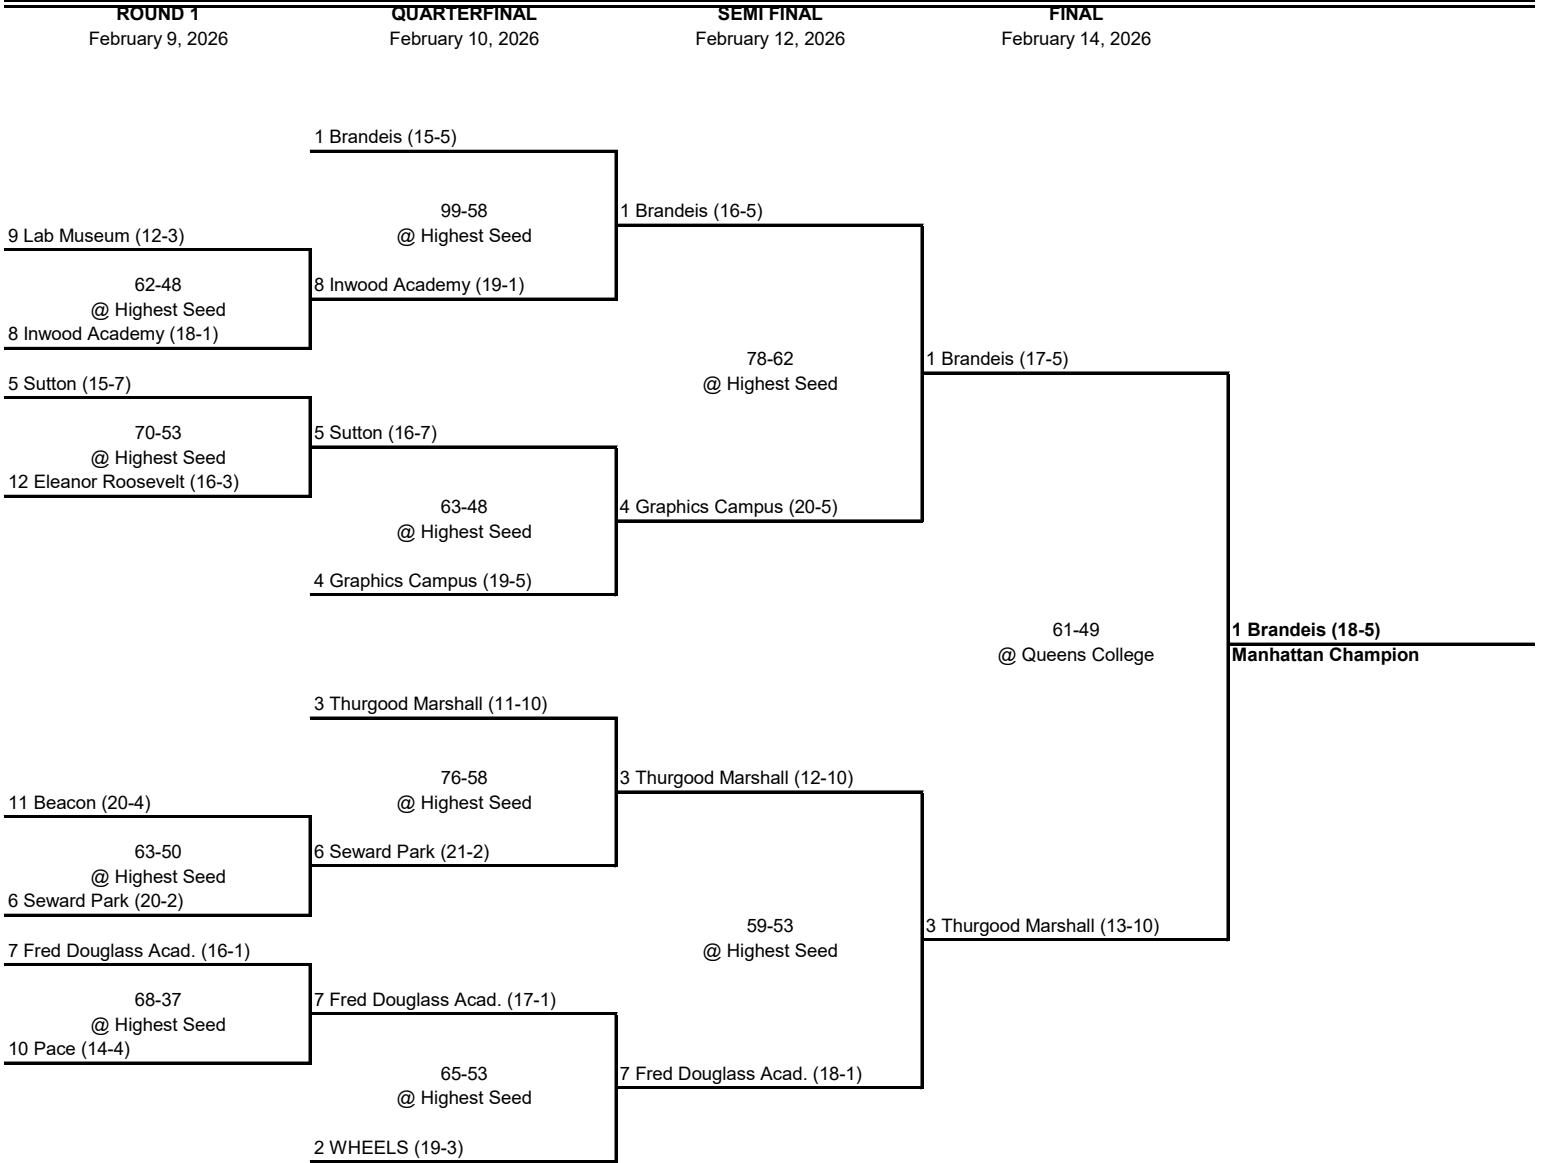 ROUND 1
February 9, 2026
QUARTERFINAL
February 10, 2026
SEMI FINAL
February 12, 2026
FINAL
February 14, 2026
9 Lab Museum (12-3)
62-48
@ Highest Seed
8 Inwood Academy (18-1)
5 Sutton (15-7)
70-53
@ Highest Seed
12 Eleanor Roosevelt (16-3)
11 Beacon (20-4)
63-50
@ Highest Seed
6 Seward Park (20-2)
7 Fred Douglass Acad. (16-1)
68-37
@ Highest Seed
10 Pace (14-4)
1 Brandeis (15-5)
99-58
@ Highest Seed
8 Inwood Academy (19-1)
5 Sutton (16-7)
63-48
@ Highest Seed
4 Graphics Campus (19-5)
3 Thurgood Marshall (11-10)
76-58
@ Highest Seed
6 Seward Park (21-2)
7 Fred Douglass Acad. (17-1)
65-53
@ Highest Seed
2 WHEELS (19-3)
1 Brandeis (16-5)
78-62
@ Highest Seed
4 Graphics Campus (20-5)
3 Thurgood Marshall (12-10)
59-53
@ Highest Seed
7 Fred Douglass Acad. (18-1)
1 Brandeis (17-5)
61-49
@ Queens College
3 Thurgood Marshall (13-10)
1 Brandeis (18-5)
Manhattan Champion